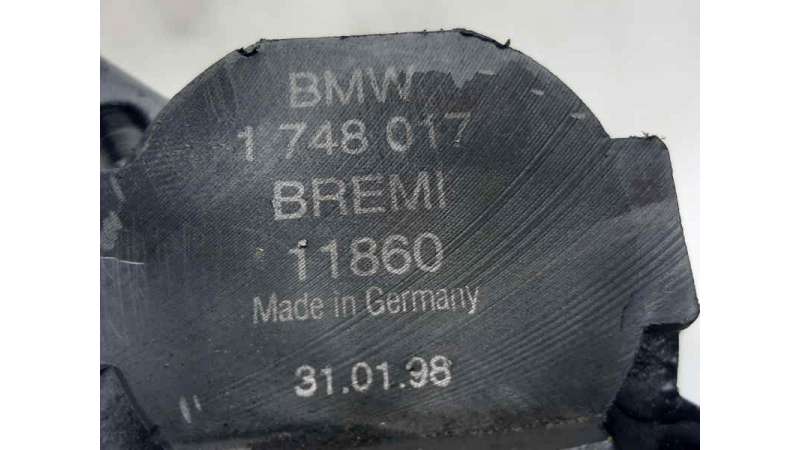 BMW
1 748 017
BREMI
11860
Made in Germany
31.01.98